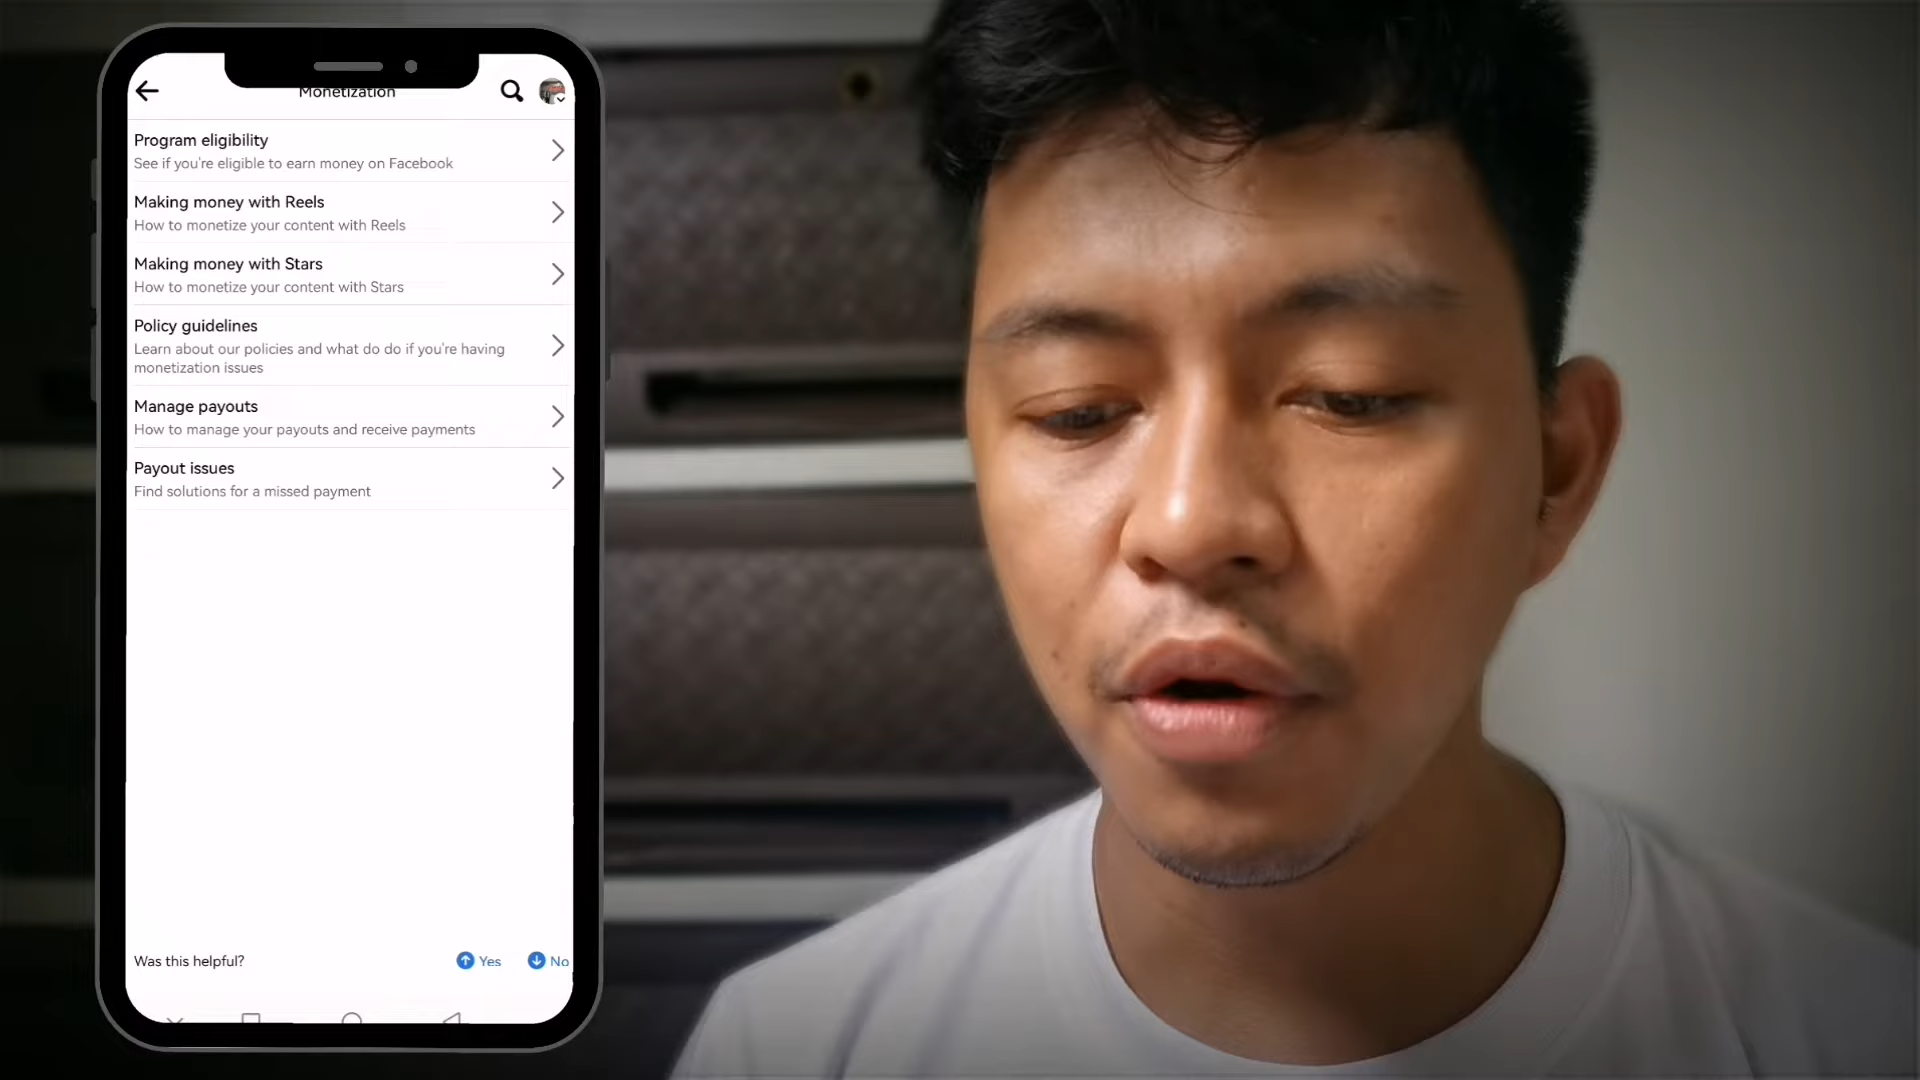 Monetization
Program eligibility
See if you're eligible to earn money on Facebook
Making money with Reels
How to monetize your content with Reels
Making money with Stars
How to monetize your content with Stars
Policy guidelines
Learn about our policies and what do do if you're having
monetization issues
Manage payouts
How to manage your payouts and receive payments
Payout issues
Find solutions for a missed payment
Was this helpful?
Yes
No